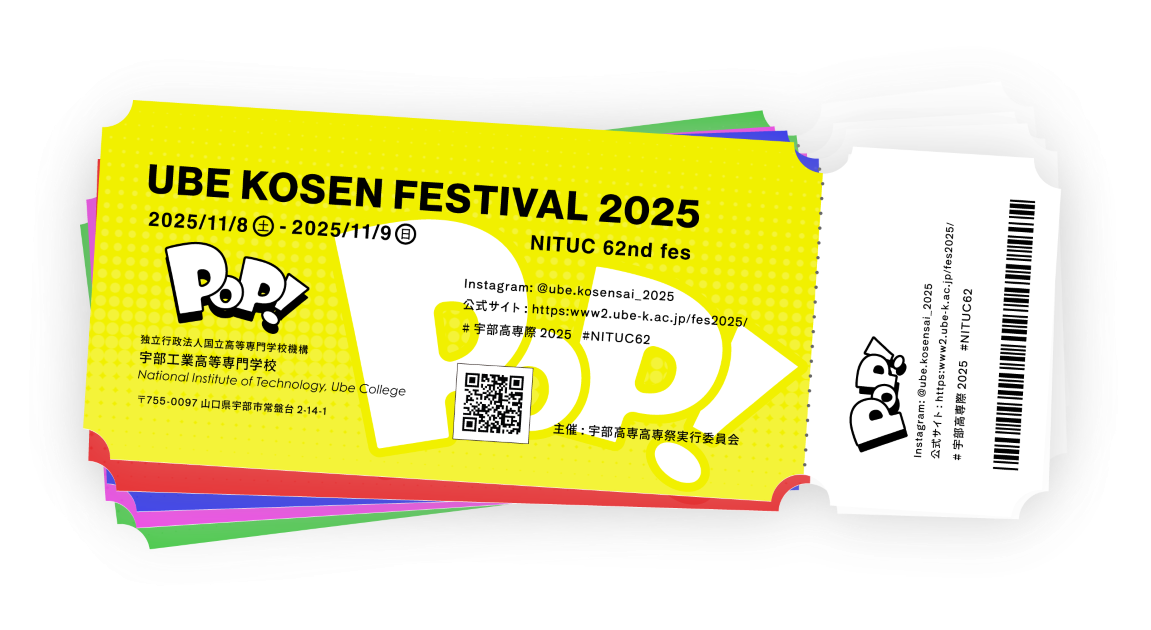 UBE KOSEN FESTIVAL 2025
2025/11/8 土 - 2025/11/9 日
NITUC 62nd fes
POP!
POP!
Instagram: @ube.kosensai_2025
公式サイト : https:www2.ube-k.ac.jp/fes2025/
# 宇部高専際 2025 #NITUC62
独立行政法人国立高等専門学校機構
宇部工業高等専門学校
National Institute of Technology, Ube College
〒755-0097 山口県宇部市常盤台 2-14-1
主催 : 宇部高専高専祭実行委員会
POP!
Instagram: @ube.kosensai_2025
公式サイト : https:www2.ube-k.ac.jp/fes2025/
# 宇部高専際 2025 #NITUC62